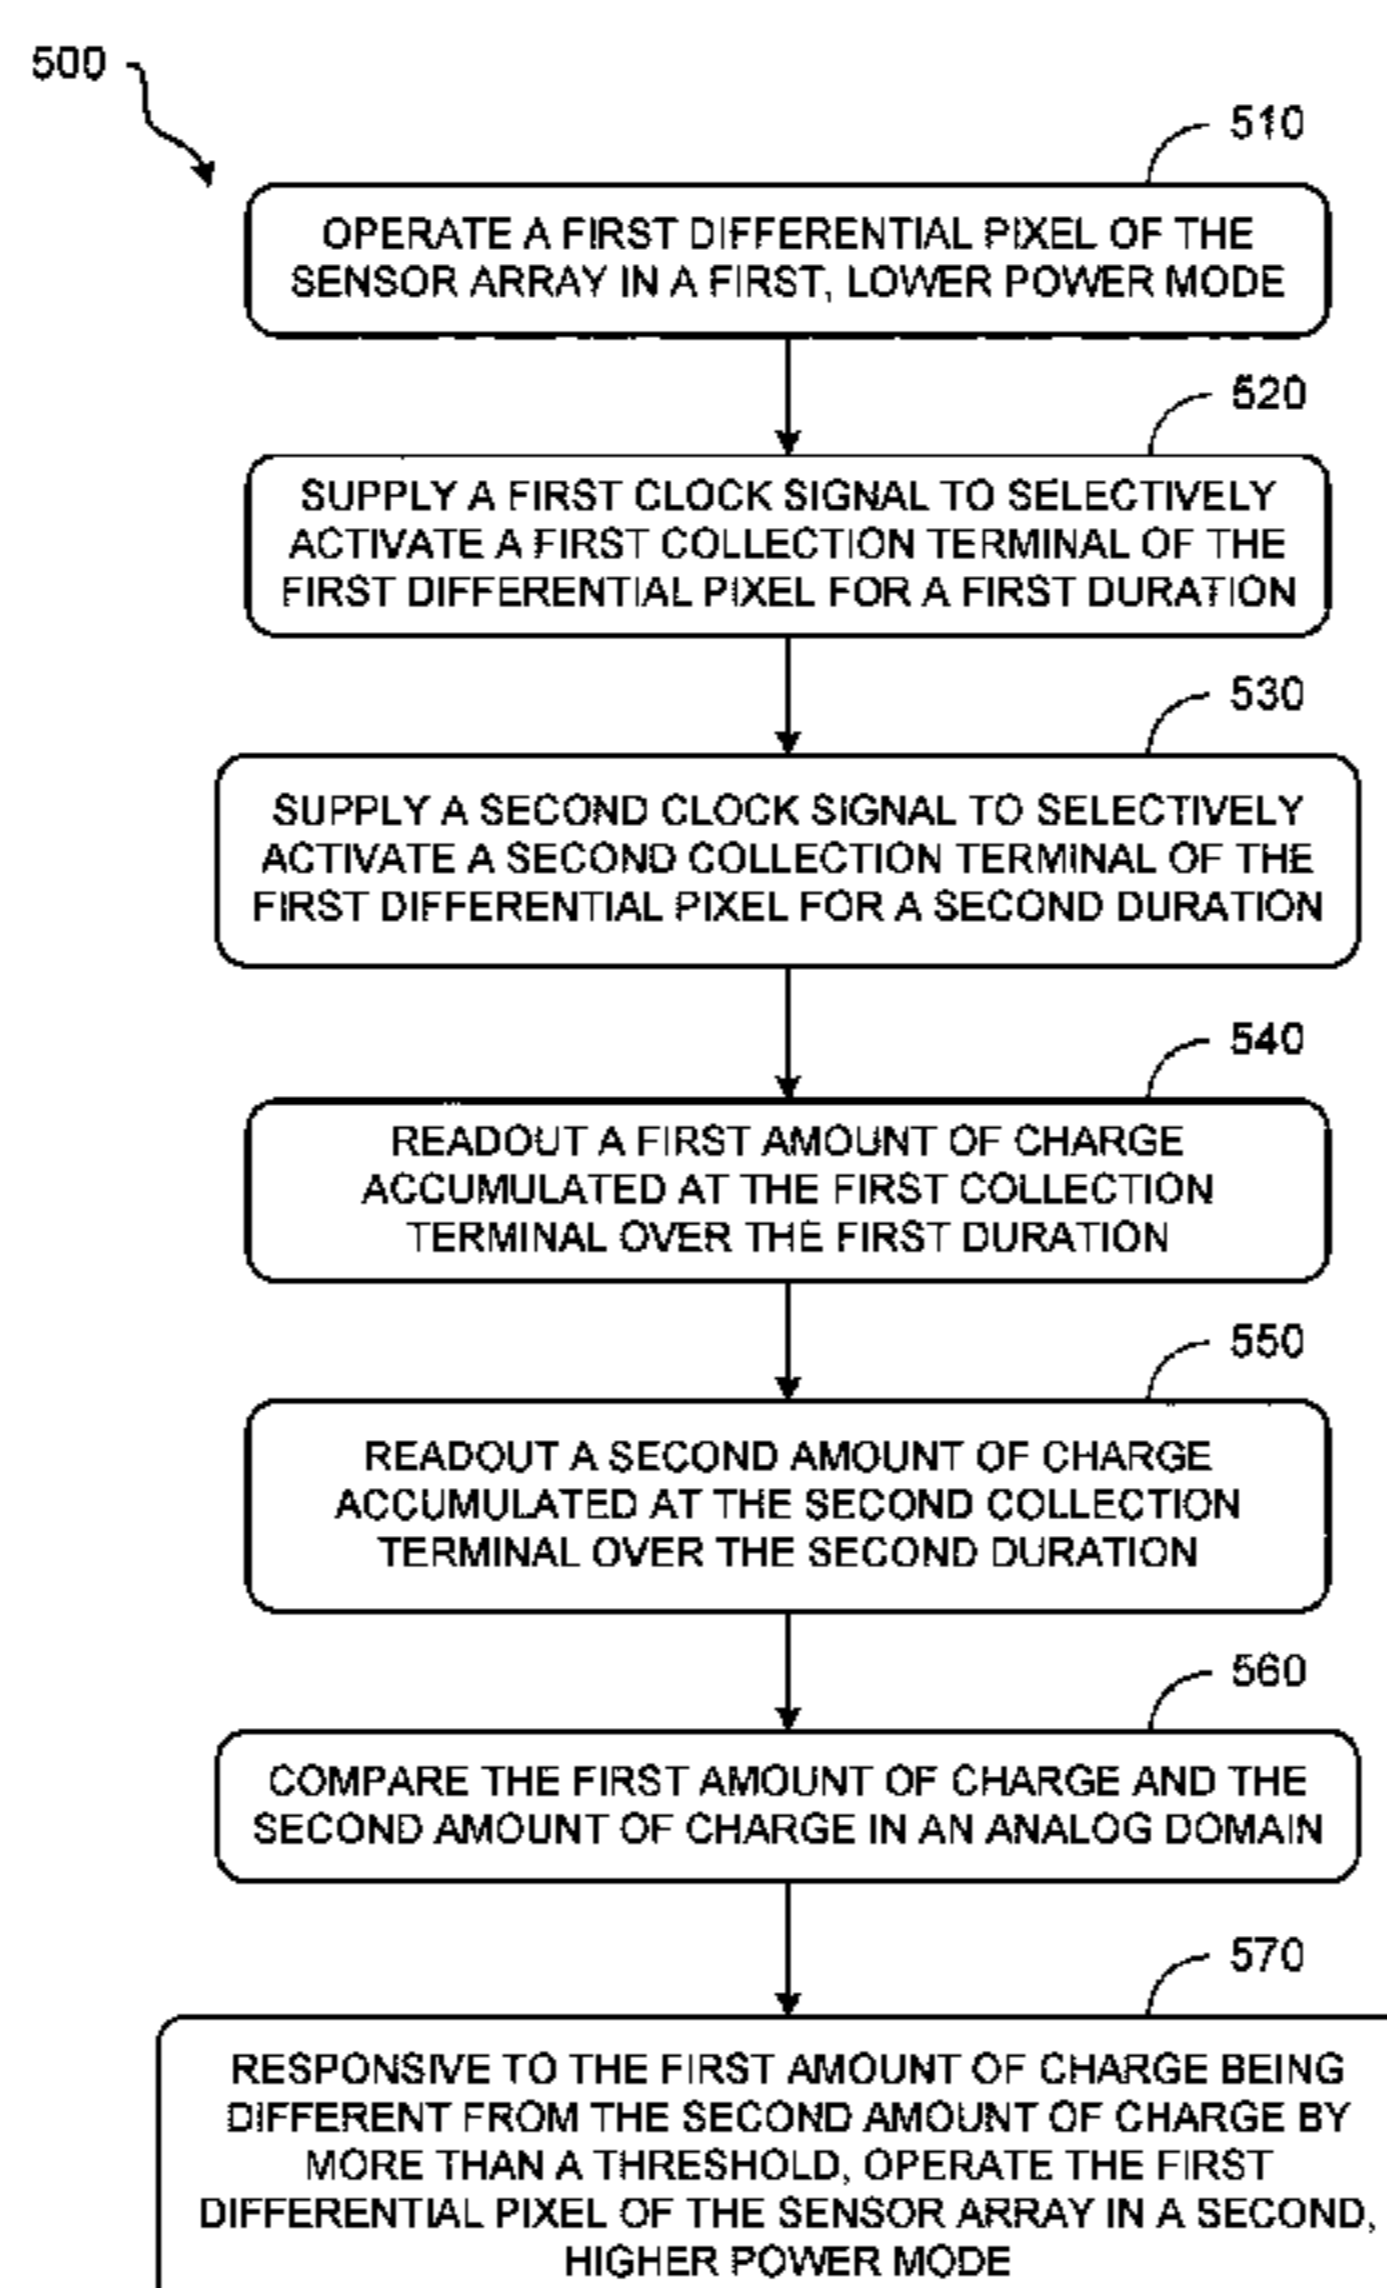 500
510
OPERATE A FIRST DIFFERENTIAL PIXEL OF THE
SENSOR ARRAY IN A FIRST, LOWER POWER MODE
520
SUPPLY A FIRST CLOCK SIGNAL TO SELECTIVELY
ACTIVATE A FIRST COLLECTION TERMINAL OF THE
FIRST DIFFERENTIAL PIXEL FOR A FIRST DURATION
530
SUPPLY A SECOND CLOCK SIGNAL TO SELECTIVELY
ACTIVATE A SECOND COLLECTION TERMINAL OF THE
FIRST DIFFERENTIAL PIXEL FOR A SECOND DURATION
540
READOUT A FIRST AMOUNT OF CHARGE
ACCUMULATED AT THE FIRST COLLECTION
TERMINAL OVER THE FIRST DURATION
550
READOUT A SECOND AMOUNT OF CHARGE
ACCUMULATED AT THE SECOND COLLECTION
TERMINAL OVER THE SECOND DURATION
560
COMPARE THE FIRST AMOUNT OF CHARGE AND THE
SECOND AMOUNT OF CHARGE IN AN ANALOG DOMAIN
570
RESPONSIVE TO THE FIRST AMOUNT OF CHARGE BEING
DIFFERENT FROM THE SECOND AMOUNT OF CHARGE BY
MORE THAN A THRESHOLD, OPERATE THE FIRST
DIFFERENTIAL PIXEL OF THE SENSOR ARRAY IN A SECOND,
HIGHER POWER MODE